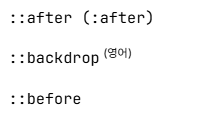 ::after (:after)
::backdrop (영어)
::before